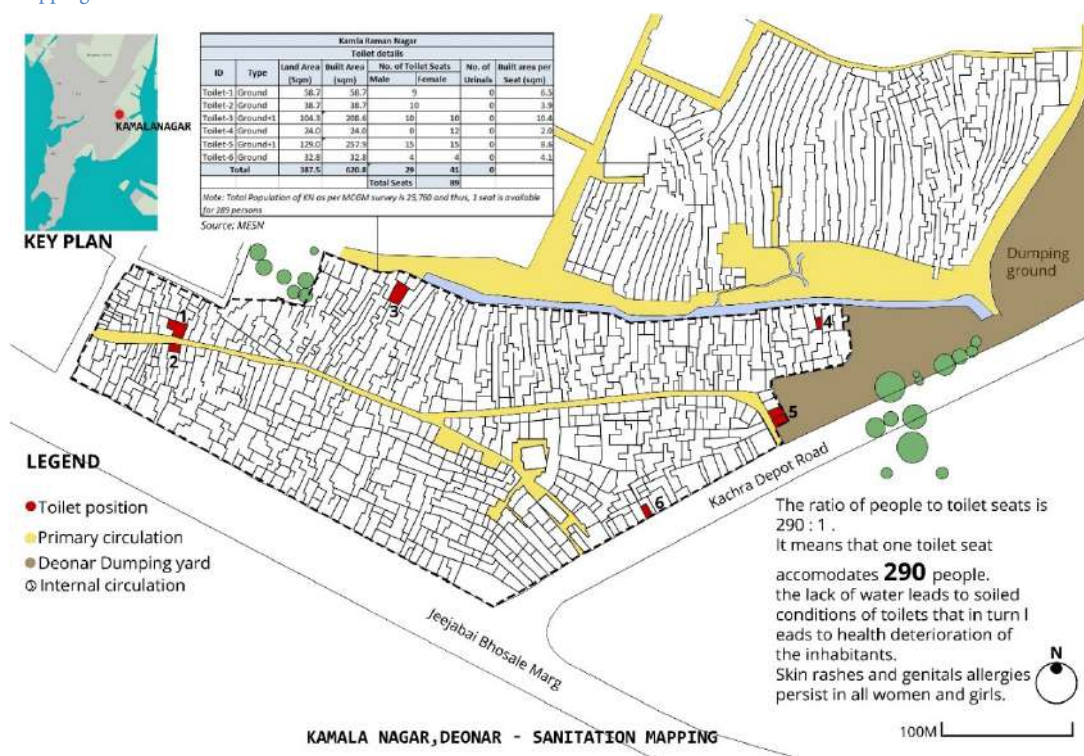 KAMALANAGAR
KEY PLAN
Kamla Raman Nagar
Toilet details
ID Type Land Area (Sqm) Built Area (sqm) No. of Toilet Seats Male Female No. of Urinals Built area per Seat (sqm)
Toilet-1 Ground 58.7 58.7 9 0 6.5
Toilet-2 Ground 38.7 38.7 10 0 3.9
Toilet-3 Ground+1 104.3 208.6 10 10 0 10.4
Toilet-4 Ground 24.0 24.0 0 12 0 2.0
Toilet-5 Ground+1 129.0 257.9 15 15 0 8.6
Toilet-6 Ground 32.8 32.8 4 4 0 4.1
Total 387.5 620.8 29 41 0
Total Seats 89
Note: Total Population of KN as per MCGM survey is 25,760 and thus, 1 seat is available
for 289 persons
Source: MESN
Dumping
ground
1
2
3
4
5
6
Kachra Depot Road
Jeejabai Bhosale Marg
LEGEND
Toilet position
Primary circulation
Deonar Dumping yard
Internal circulation
The ratio of people to toilet seats is
290 : 1 .
It means that one toilet seat
accomodates 290 people.
the lack of water leads to soiled
conditions of toilets that in turn l
eads to health deterioration of
the inhabitants.
Skin rashes and genitals allergies
persist in all women and girls.
N
100M
KAMALA NAGAR,DEONAR - SANITATION MAPPING